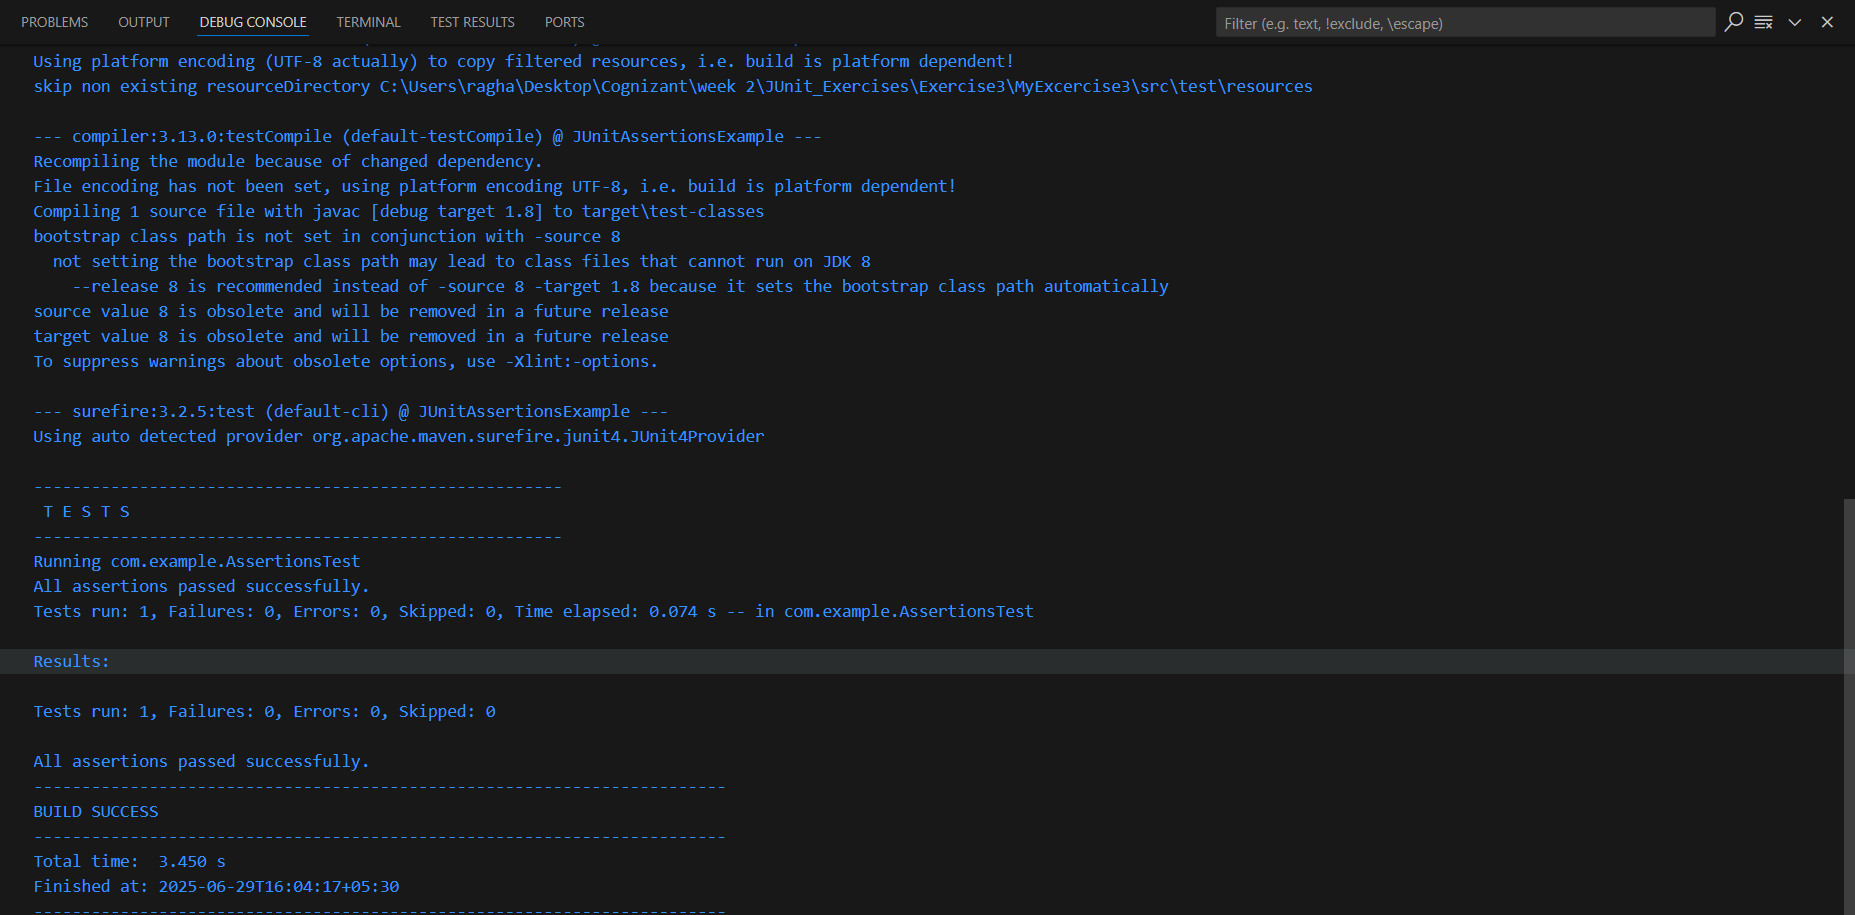 PROBLEMS OUTPUT DEBUG CONSOLE TERMINAL TEST RESULTS PORTS Filter (e.g. text, !exclude, \escape)
Using platform encoding (UTF-8 actually) to copy filtered resources, i.e. build is platform dependent!
skip non existing resourceDirectory C:\Users\ragha\Desktop\Cognizant\week 2\JUnit_Exercises\Exercise3\MyExcercise3\src\test\resources
--- compiler:3.13.0:testCompile (default-testCompile) @ JUnitAssertionsExample ---
Recompiling the module because of changed dependency.
File encoding has not been set, using platform encoding UTF-8, i.e. build is platform dependent!
Compiling 1 source file with javac [debug target 1.8] to target\test-classes
bootstrap class path is not set in conjunction with -source 8
  not setting the bootstrap class path may lead to class files that cannot run on JDK 8
    --release 8 is recommended instead of -source 8 -target 1.8 because it sets the bootstrap class path automatically
source value 8 is obsolete and will be removed in a future release
target value 8 is obsolete and will be removed in a future release
To suppress warnings about obsolete options, use -Xlint:-options.
--- surefire:3.2.5:test (default-cli) @ JUnitAssertionsExample ---
Using auto detected provider org.apache.maven.surefire.junit4.JUnit4Provider
-------------------------------------------------------
 T E S T S
-------------------------------------------------------
Running com.example.AssertionsTest
All assertions passed successfully.
Tests run: 1, Failures: 0, Errors: 0, Skipped: 0, Time elapsed: 0.074 s -- in com.example.AssertionsTest
Results:
Tests run: 1, Failures: 0, Errors: 0, Skipped: 0
All assertions passed successfully.
------------------------------------------------------------------------
BUILD SUCCESS
------------------------------------------------------------------------
Total time:  3.450 s
Finished at: 2025-06-29T16:04:17+05:30
------------------------------------------------------------------------